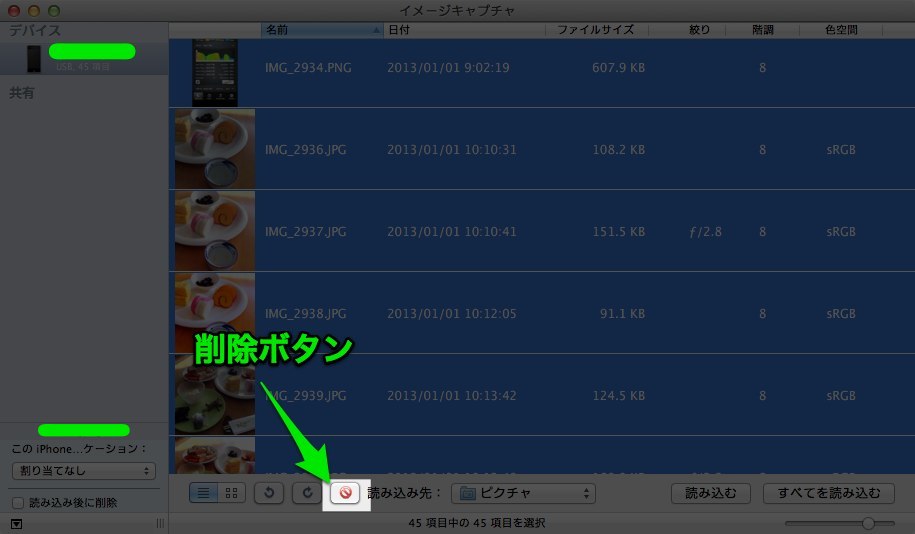 イメージキャプチャ
デバイス
USB, 45 項目
共有
名前 日付 ファイルサイズ 絞り 階調 色空間
IMG_2934.PNG 2013/01/01 9:02:19 607.9 KB 8
IMG_2936.JPG 2013/01/01 10:10:31 108.2 KB 8 sRGB
IMG_2937.JPG 2013/01/01 10:10:41 151.5 KB ƒ/2.8 8 sRGB
IMG_2938.JPG 2013/01/01 10:12:05 91.1 KB 8 sRGB
削除ボタン
IMG_2939.JPG 2013/01/01 10:13:42 124.5 KB 8 sRGB
この iPhone...ケーション：
割り当てなし
読み込み後に削除
読み込み先： ピクチャ 読み込む すべてを読み込む
45 項目中の 45 項目を選択